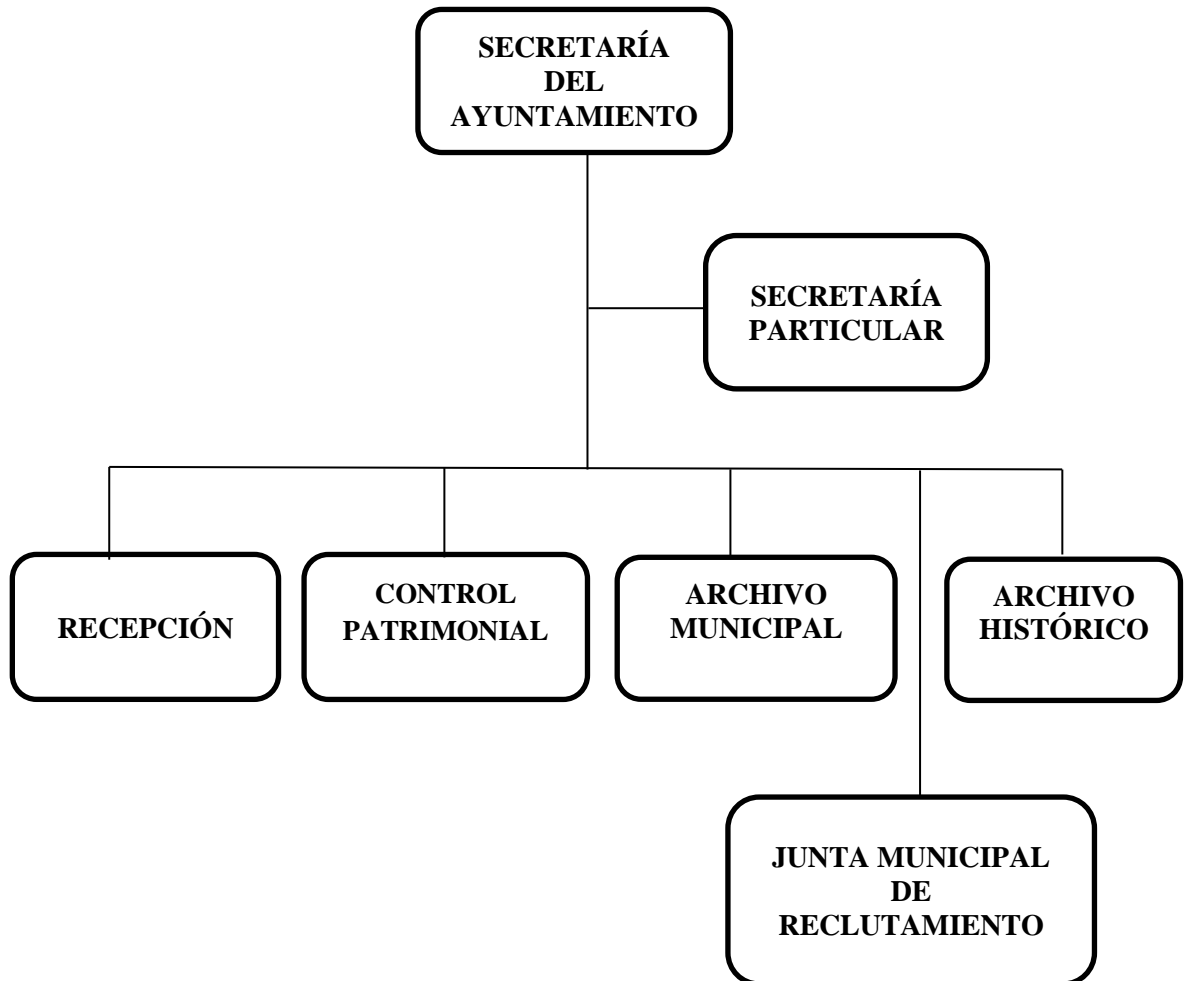 SECRETARÍA
DEL
AYUNTAMIENTO
SECRETARÍA
PARTICULAR
RECEPCIÓN
CONTROL
PATRIMONIAL
ARCHIVO
MUNICIPAL
ARCHIVO
HISTÓRICO
JUNTA MUNICIPAL
DE
RECLUTAMIENTO